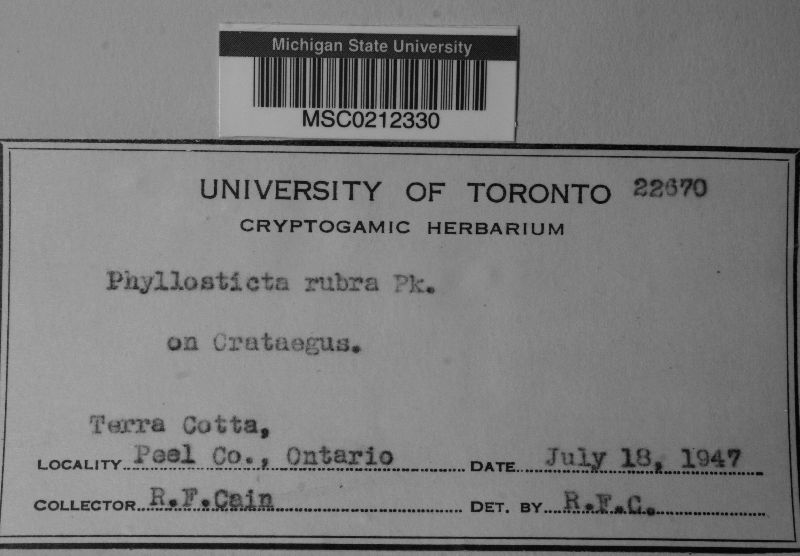 Michigan State University
MSC0212330
UNIVERSITY OF TORONTO 22670
CRYPTOGAMIC HERBARIUM
Phyllosticta rubra Pk.
on Crataegus.
Terra Cotta,
LOCALITY Peel Co., Ontario DATE July 18, 1947
COLLECTOR R.F.Cain DET. BY R.F.C.